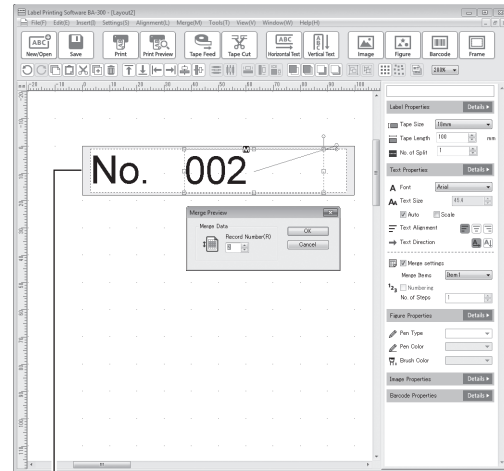 Label Printing Software BA-300 - [Layout2]
File(F) Edit(E) Insert(I) Settings(S) Alignment(L) Merge(M) Tools(T) View(V) Window(W) Help(H)
ABC ABC
New/Open Save Print Print Preview Tape Feed Tape Cut Horizontal Text Vertical Text Image Figure Barcode Frame
200%
mm
No. 002
Merge Preview
Merge Data
Record Number(R)
OK
Cancel
Label Properties Details
Tape Size 18mm
Tape Length 100 mm
No. of Split 1
Text Properties Details
A Font Arial
Text Size 45.4
Auto Scale
Text Alignment
Text Direction
Merge settings
Merge Items Item1
Numbering
No. of Steps 1
Figure Properties Details
Pen Type
Pen Color
Brush Color
Image Properties Details
Barcode Properties Details